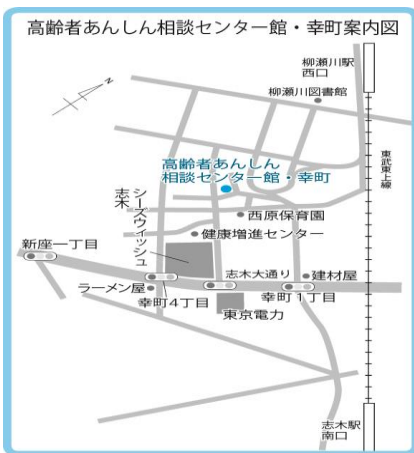 高齢者あんしん相談センター館・幸町案内図
柳瀬川駅
西口
柳瀬川図書館
N
東武東上線
高齢者あんしん
相談センター館・幸町
シーズウィッシュ
志木
西原保育園
健康増進センター
新座一丁目
志木大通り
建材屋
ラーメン屋
幸町4丁目
幸町1丁目
東京電力
志木駅
南口